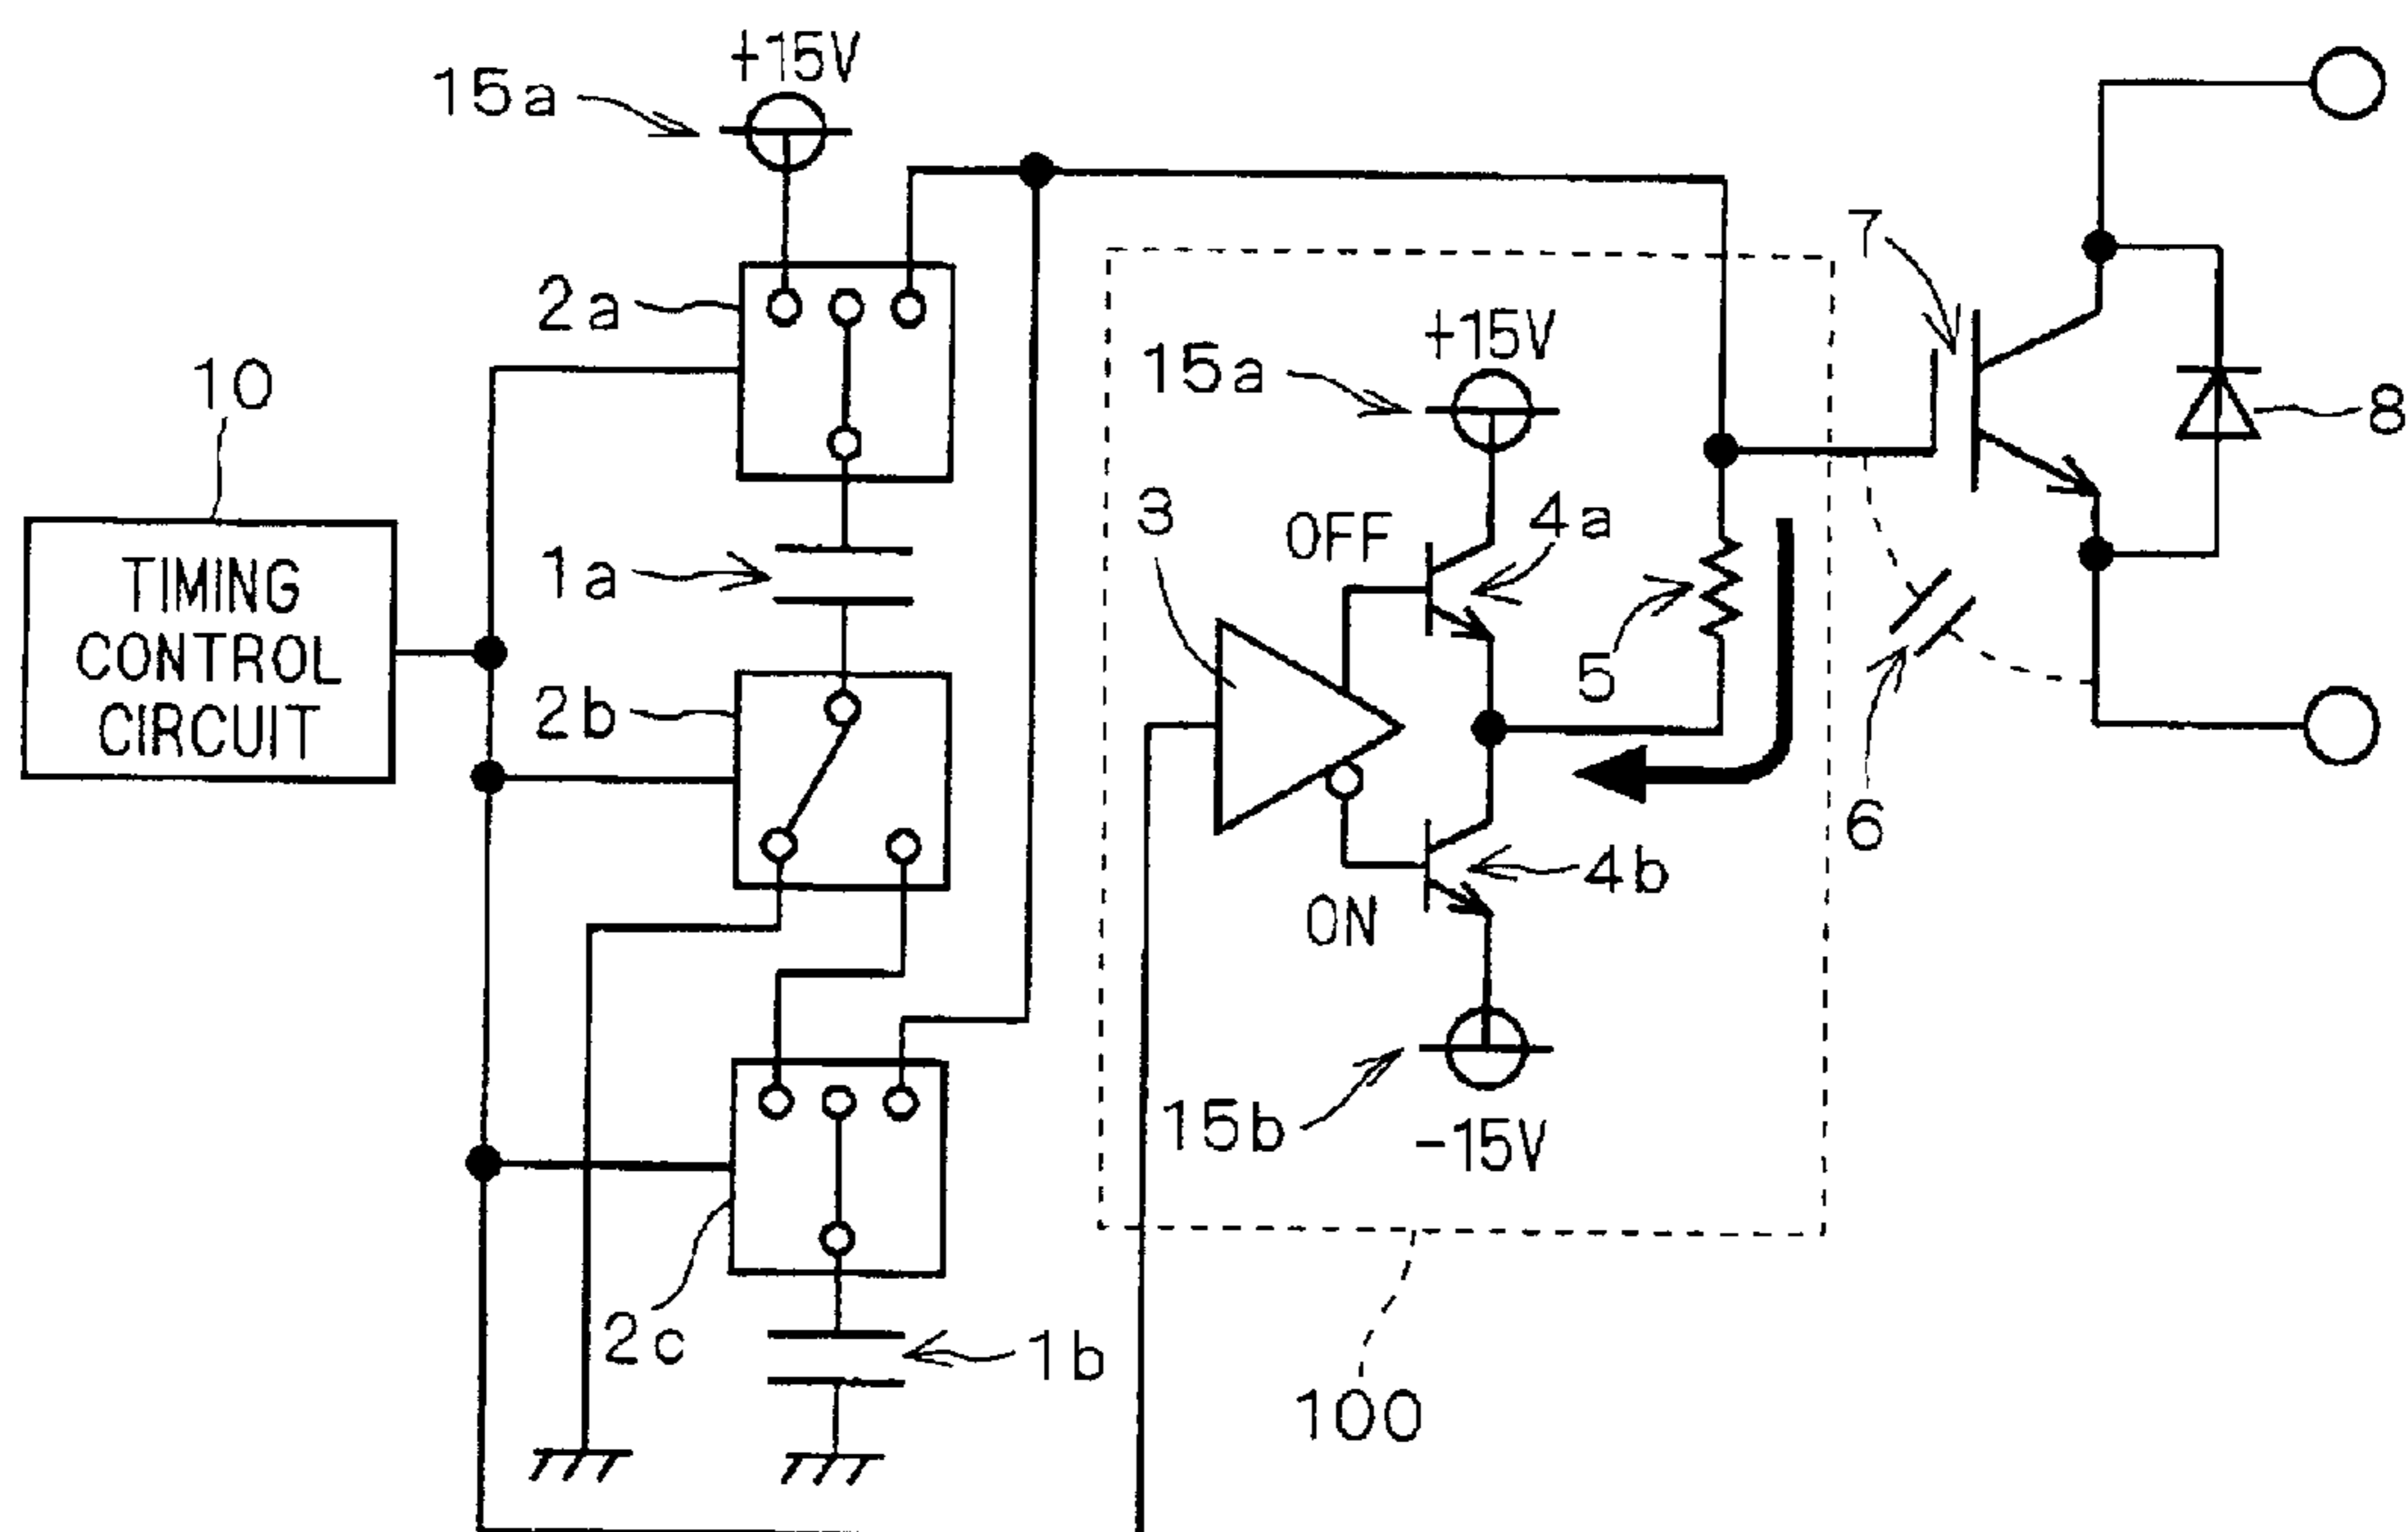 +15V
15a
2a
7
10
+15V
15a
8
3
OFF
4a
1a
TIMING
CONTROL
CIRCUIT
5
2b
6
4b
ON
15b
-15V
2c
1b
100